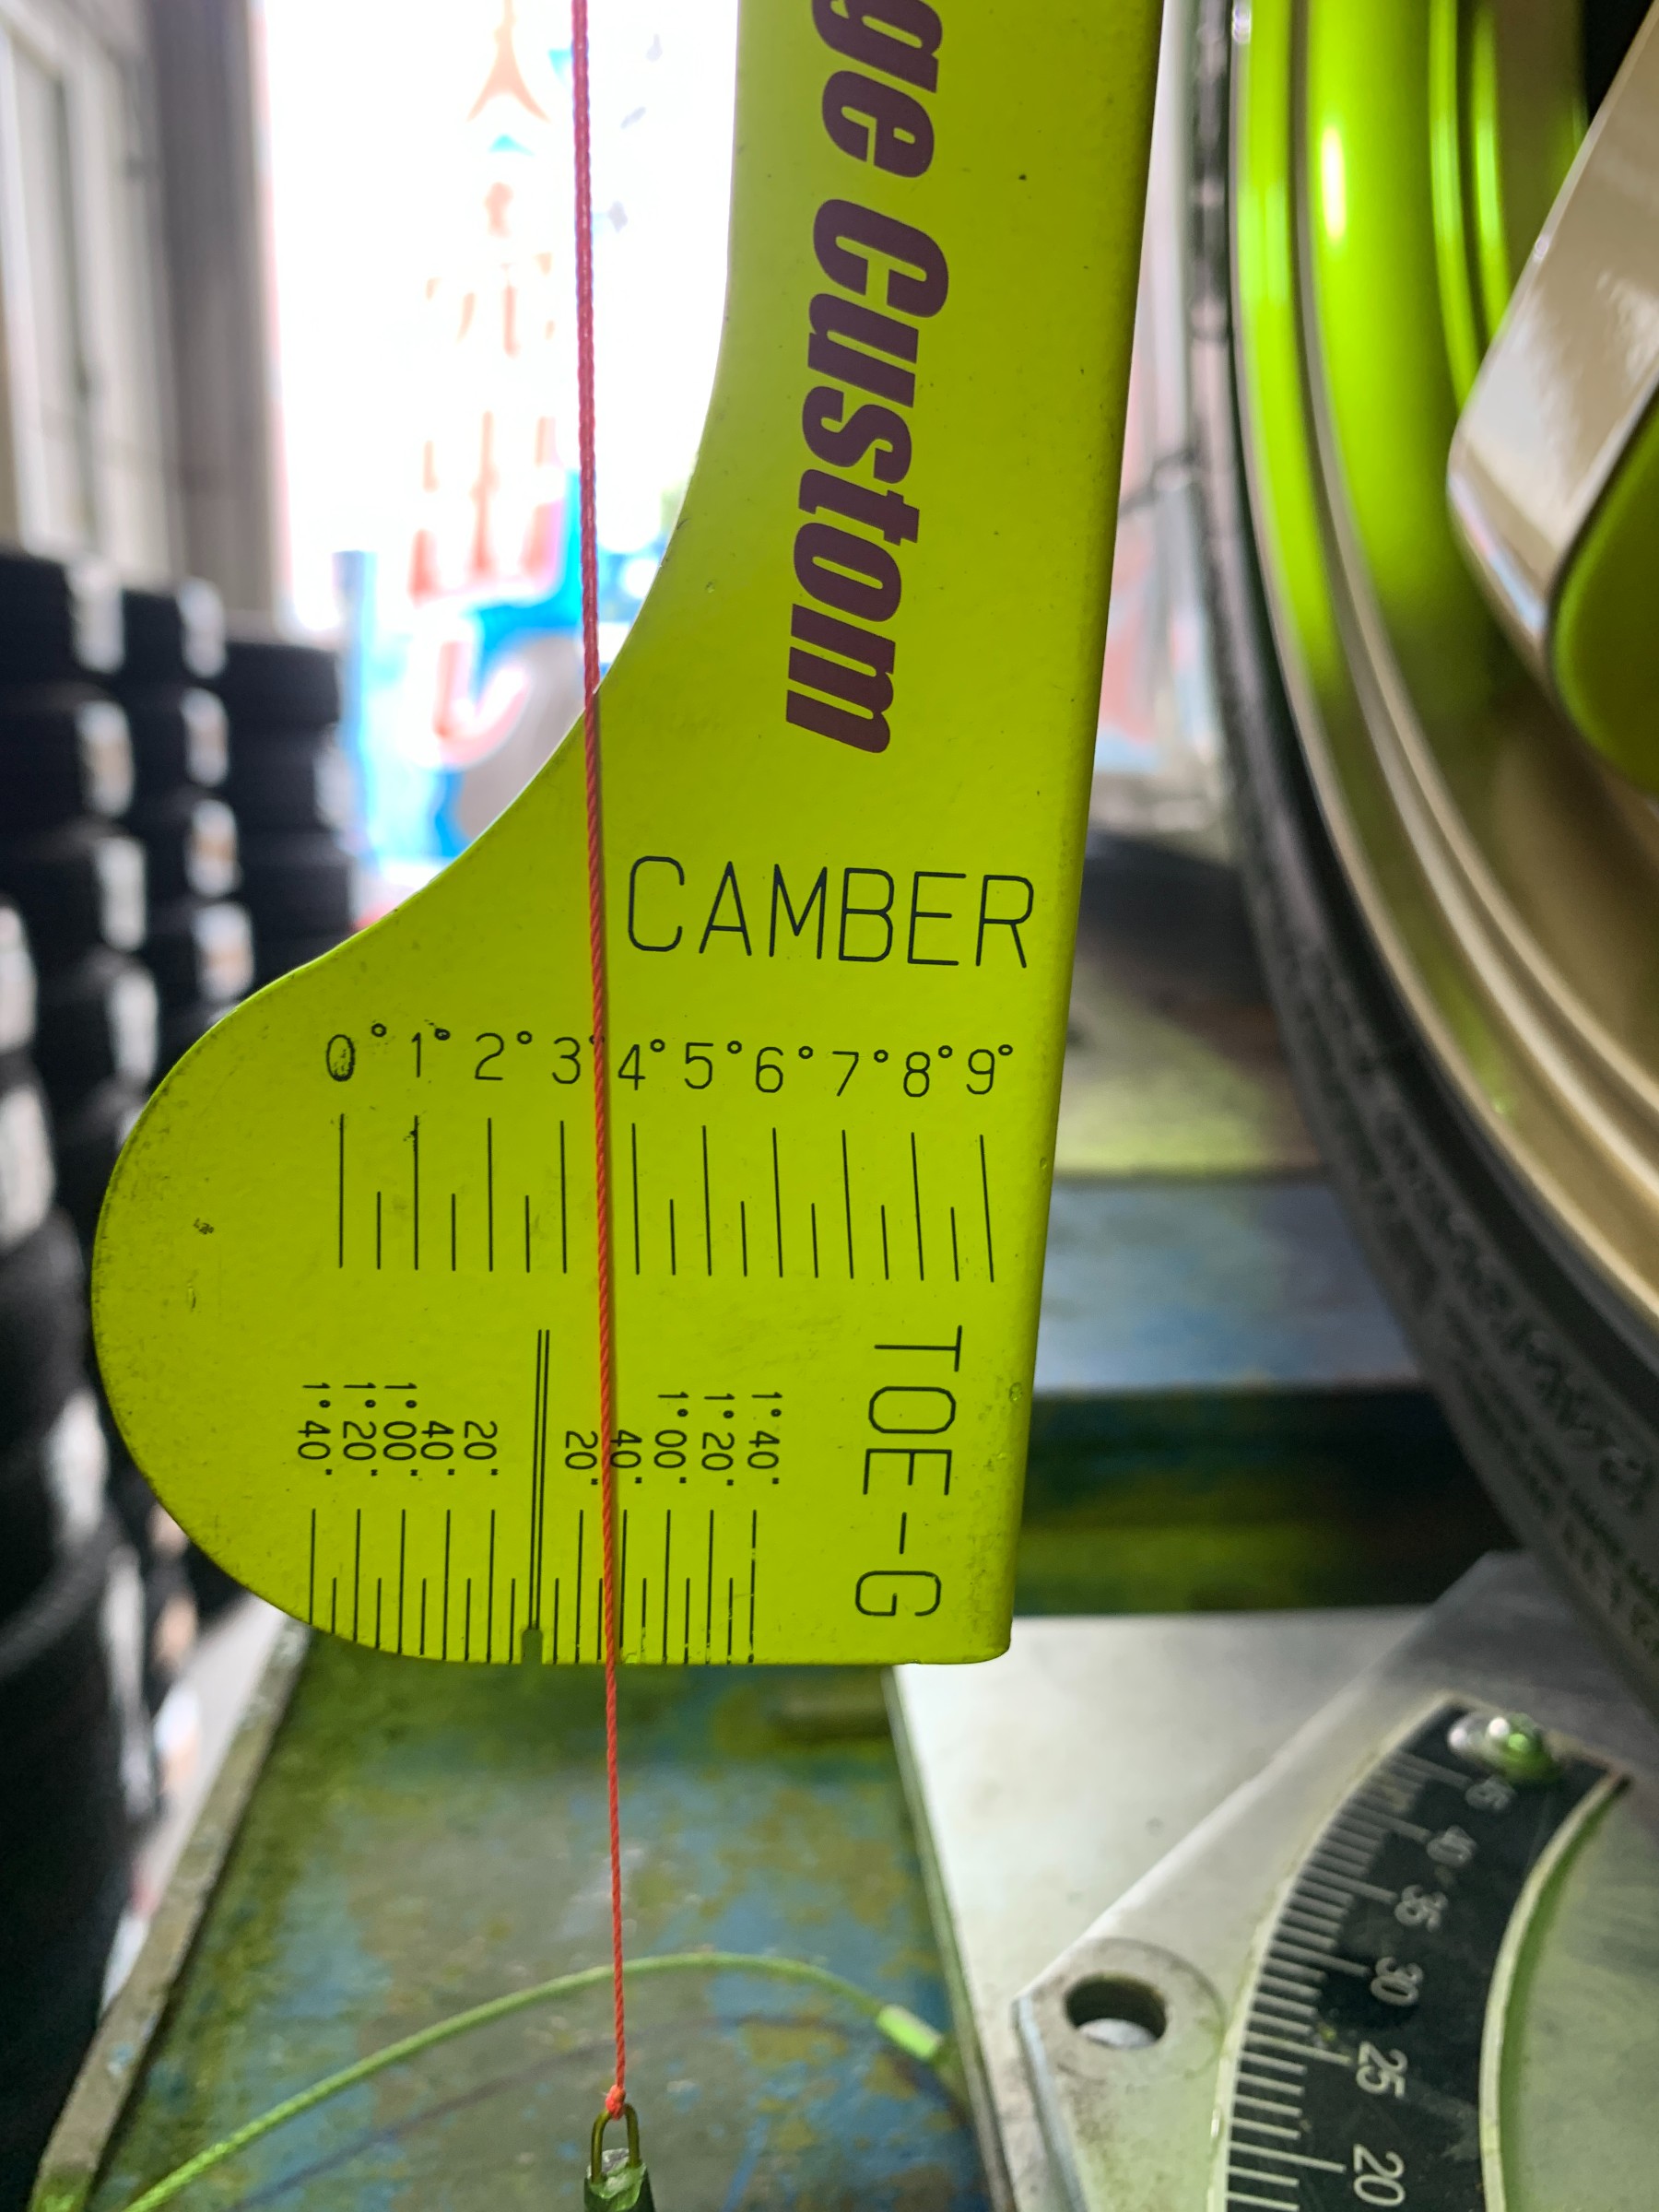 ge Custom
CAMBER
0° 1° 2° 3° 4° 5° 6° 7° 8° 9°
TOE-G
1°40' 1°20' 1°00' 40' 20' 20' 40' 1°00' 1°20' 1°40'
45 40 35 30 25 20